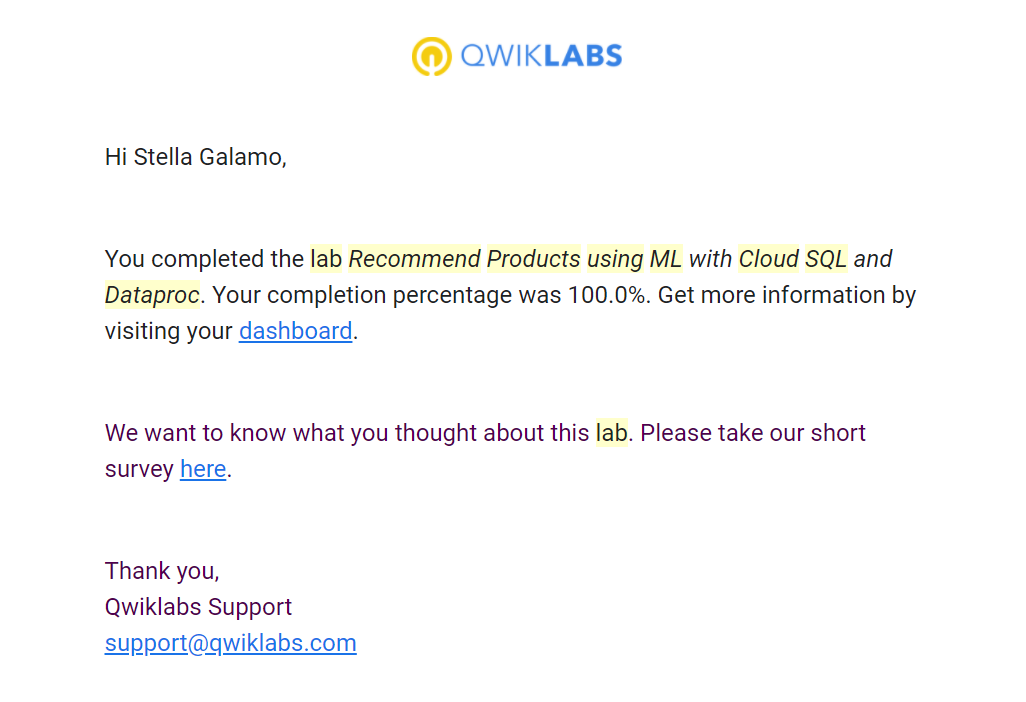 QWIKLABS
Hi Stella Galamo,
You completed the lab Recommend Products using ML with Cloud SQL and
Dataproc. Your completion percentage was 100.0%. Get more information by
visiting your dashboard.
We want to know what you thought about this lab. Please take our short
survey here.
Thank you,
Qwiklabs Support
support@qwiklabs.com